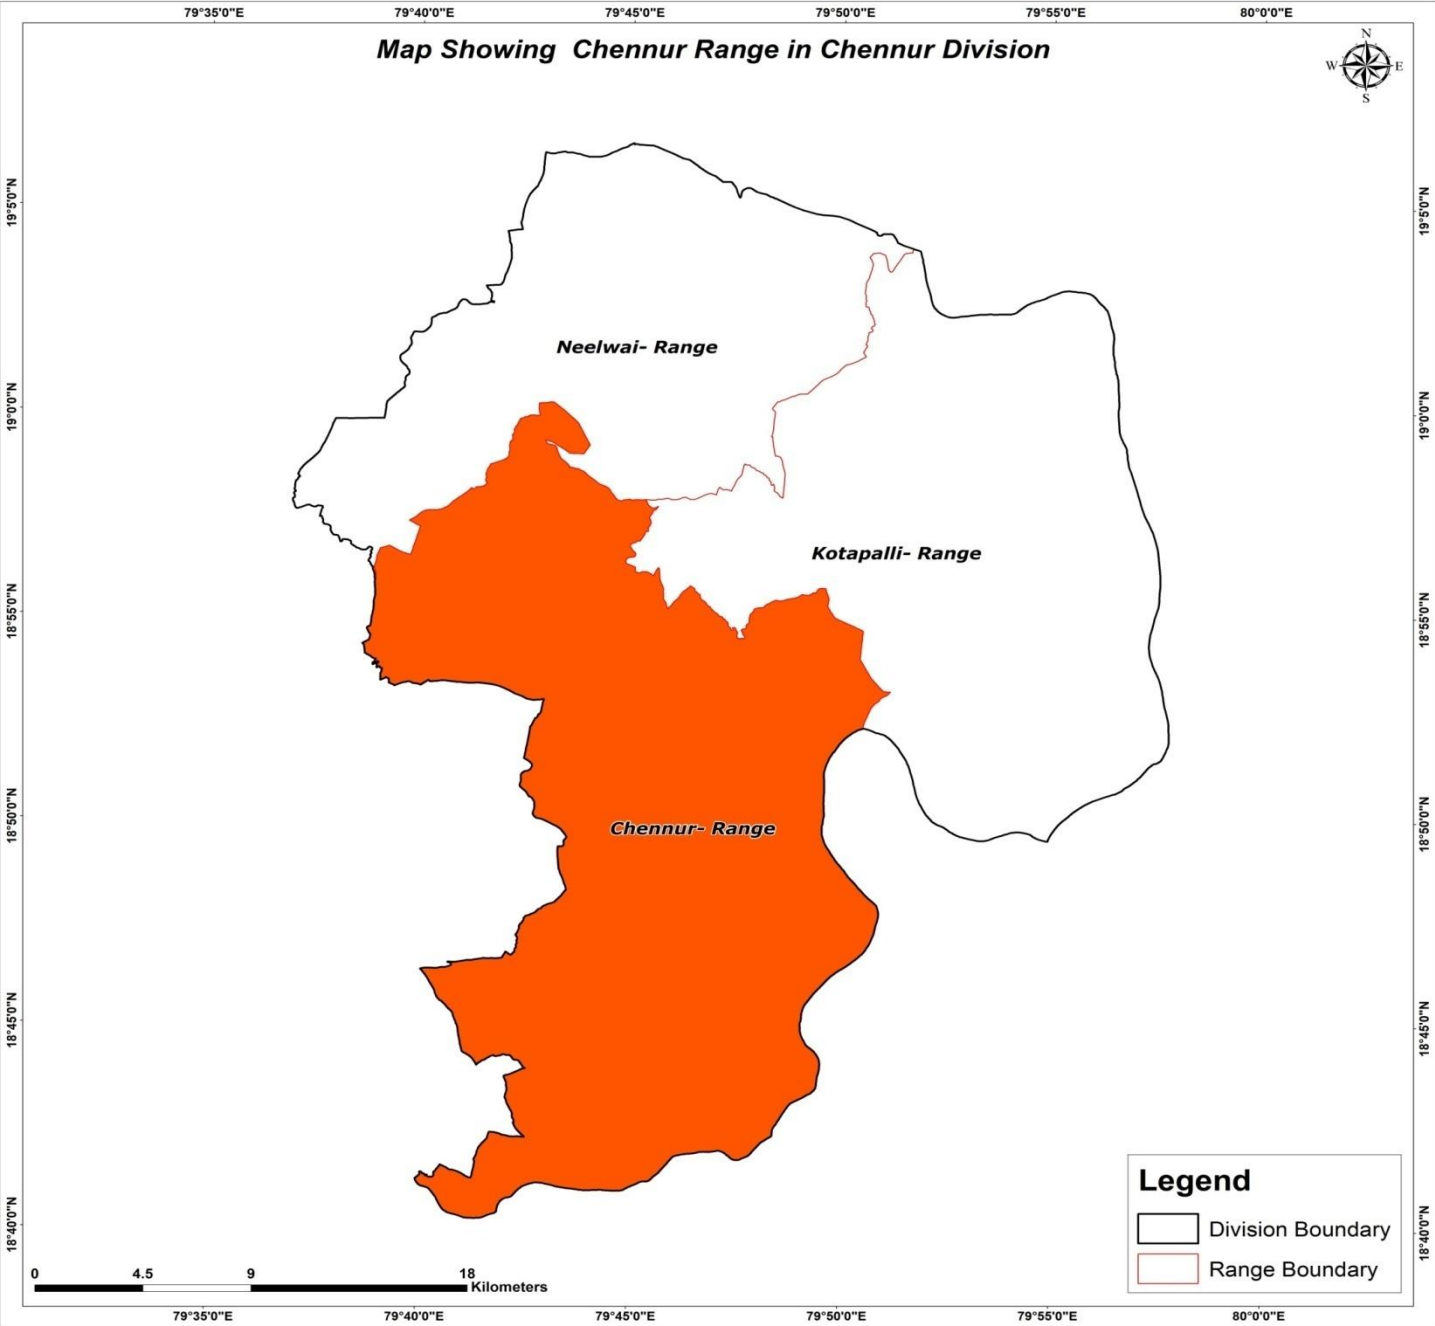 79°35'0"E 79°40'0"E 79°45'0"E 79°50'0"E 79°55'0"E 80°0'0"E
Map Showing Chennur Range in Chennur Division
N
W E
S
19°5'0"N 19°5'0"N
Neelwai- Range
19°0'0"N 19°0'0"N
Kotapalli- Range
18°55'0"N 18°55'0"N
18°50'0"N 18°50'0"N
Chennur- Range
18°45'0"N 18°45'0"N
Legend
Division Boundary
Range Boundary
18°40'0"N 18°40'0"N
0 4.5 9 18
Kilometers
79°35'0"E 79°40'0"E 79°45'0"E 79°50'0"E 79°55'0"E 80°0'0"E